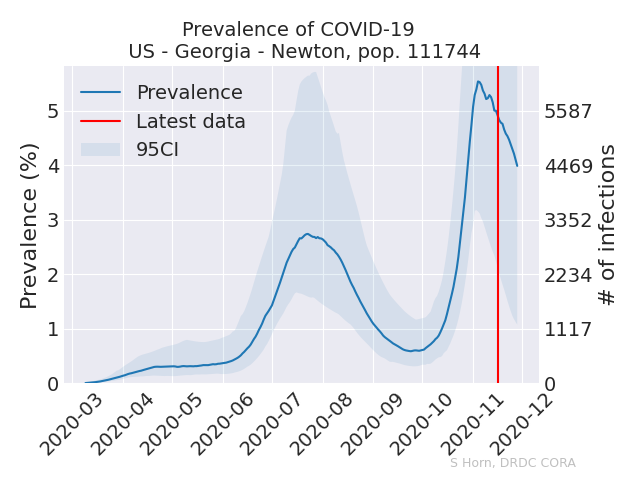 Prevalence of COVID-19
US - Georgia - Newton, pop. 111744
Prevalence
Latest data
95CI
Prevalence (%)
5
4
3
2
1
0
5587
4469
3352
2234
1117
0
# of infections
2020-03
2020-04
2020-05
2020-06
2020-07
2020-08
2020-09
2020-10
2020-11
2020-12
S Horn, DRDC CORA